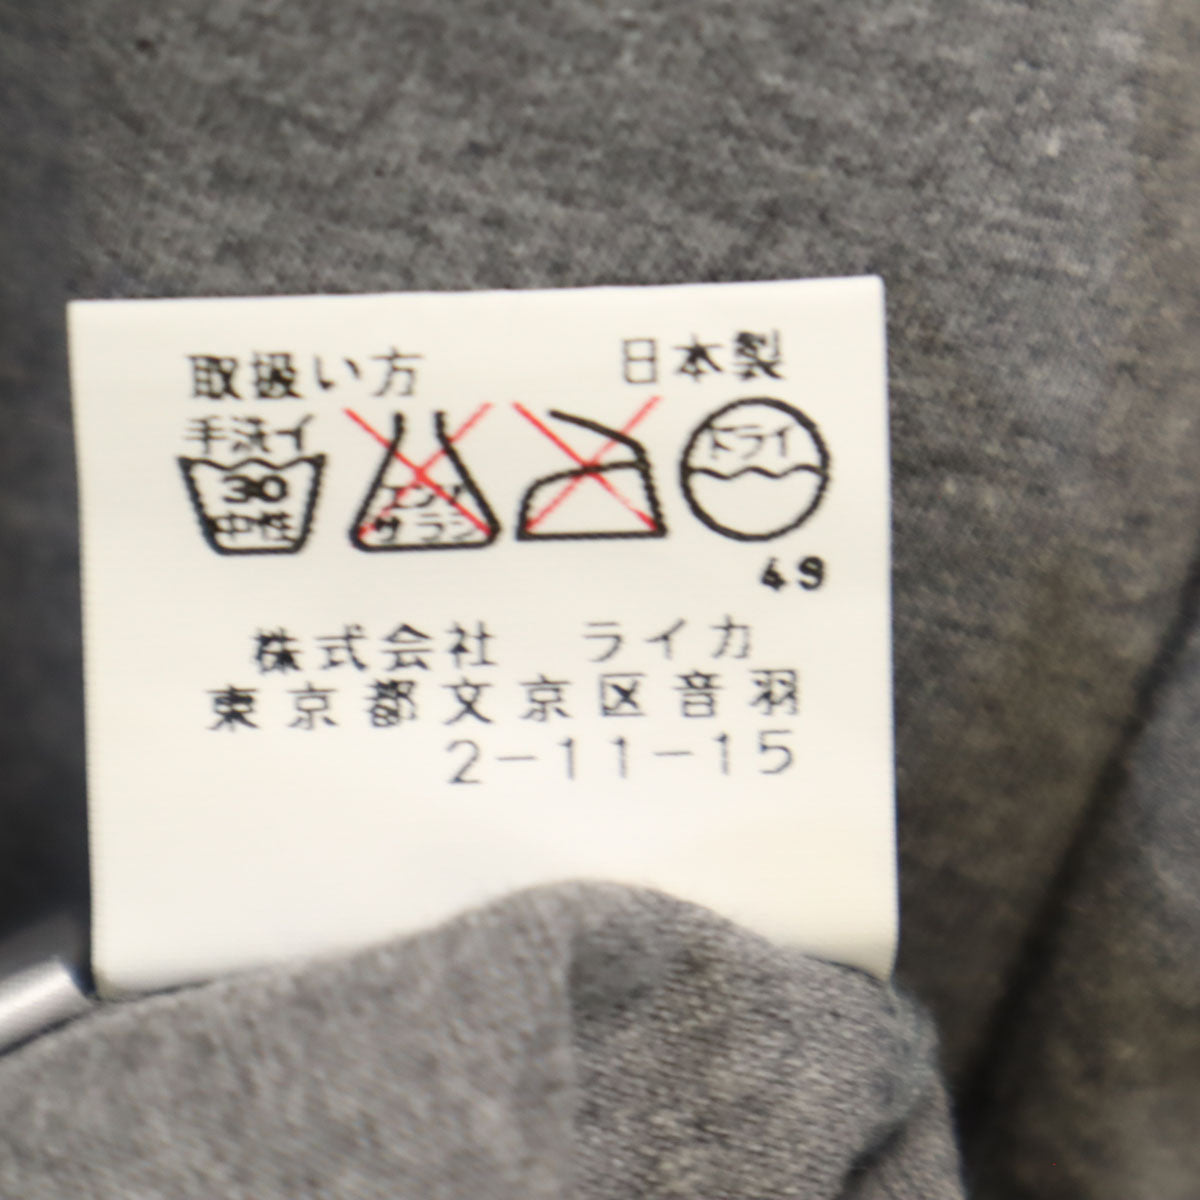 取扱い方 日本製
手洗イ
30
中性
エンソ
サラシ
ドライ
49
株式会社 ライカ
東京都文京区音羽
2-11-15